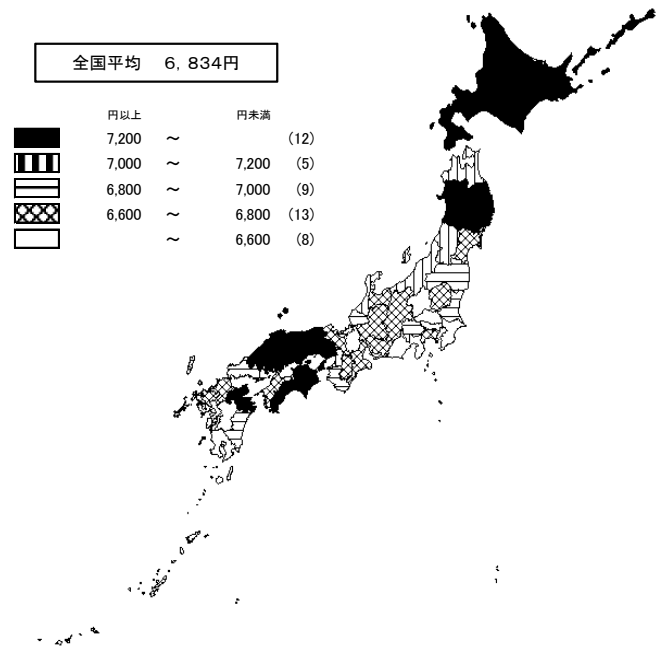 全国平均　６，８３４円
円以上　円未満
7,200　～　（12）
7,000　～　7,200　（5）
6,800　～　7,000　（9）
6,600　～　6,800　（13）
～　6,600　（8）